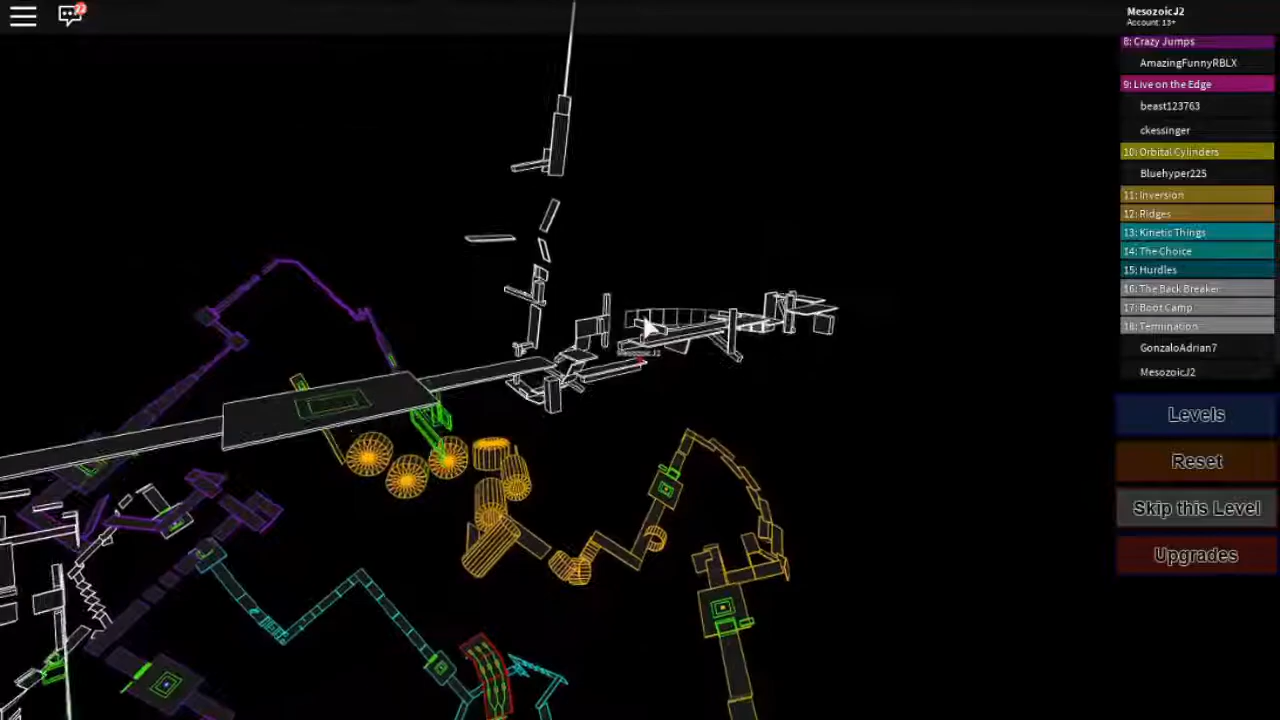 22
MesozoicJ2
Account: 13+
8: Crazy Jumps
AmazingFunnyRBLX
9: Live on the Edge
beast123763
ckessinger
10: Orbital Cylinders
Bluehyper225
11: Inversion
12: Ridges
13: Kinetic Things
14: The Choice
15: Hurdles
16: The Back Breaker
17: Boot Camp
18: Termination
GonzaloAdrian7
MesozoicJ2
MesozoicJ2
Levels
Reset
Skip this Level
Upgrades